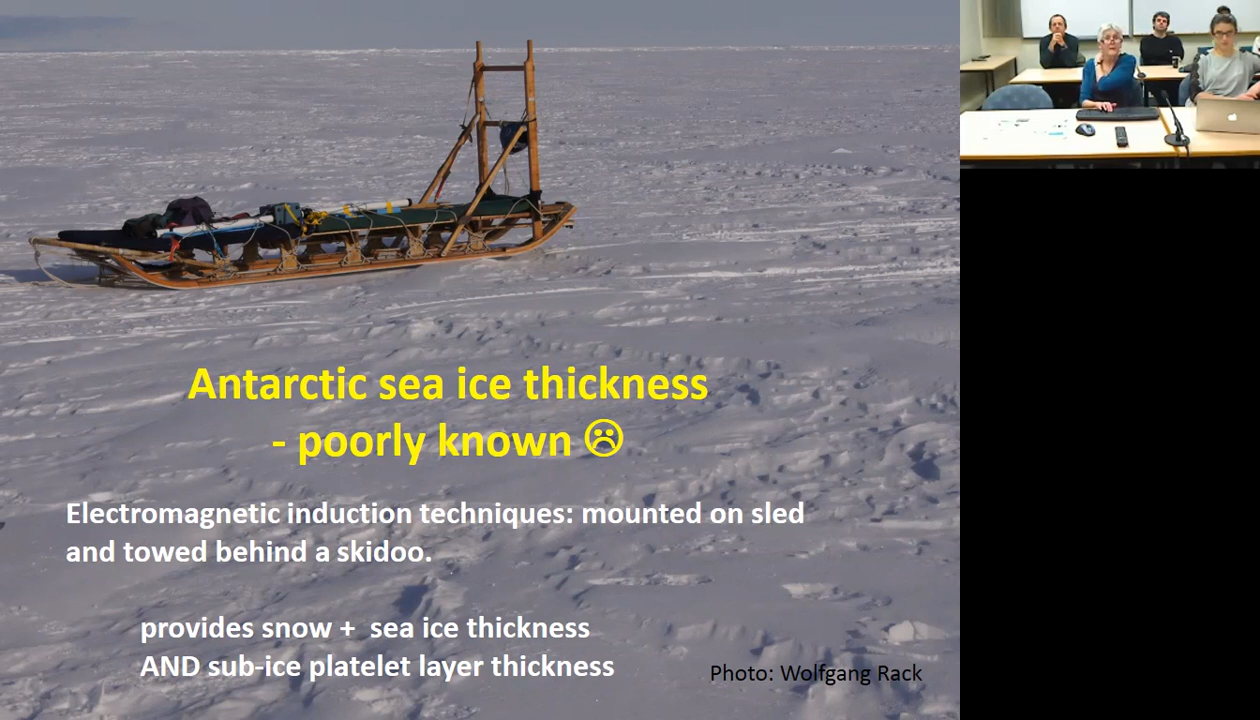 Antarctic sea ice thickness
- poorly known ☹
Electromagnetic induction techniques: mounted on sled
and towed behind a skidoo.
provides snow + sea ice thickness
AND sub-ice platelet layer thickness
Photo: Wolfgang Rack